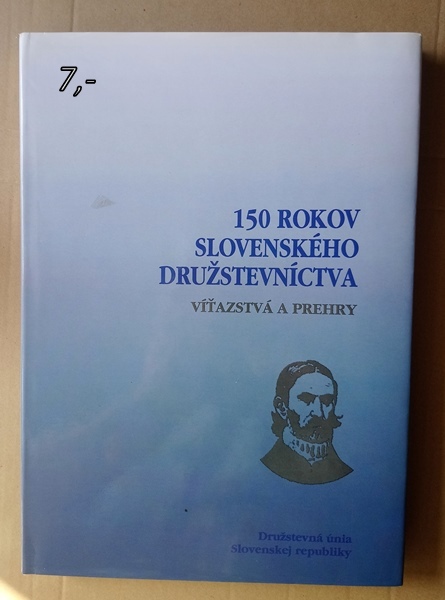 7,-
150 ROKOV
SLOVENSKÉHO
DRUŽSTEVNÍCTVA
VÍŤAZSTVÁ A PREHRY
Družstevná únia
Slovenskej republiky